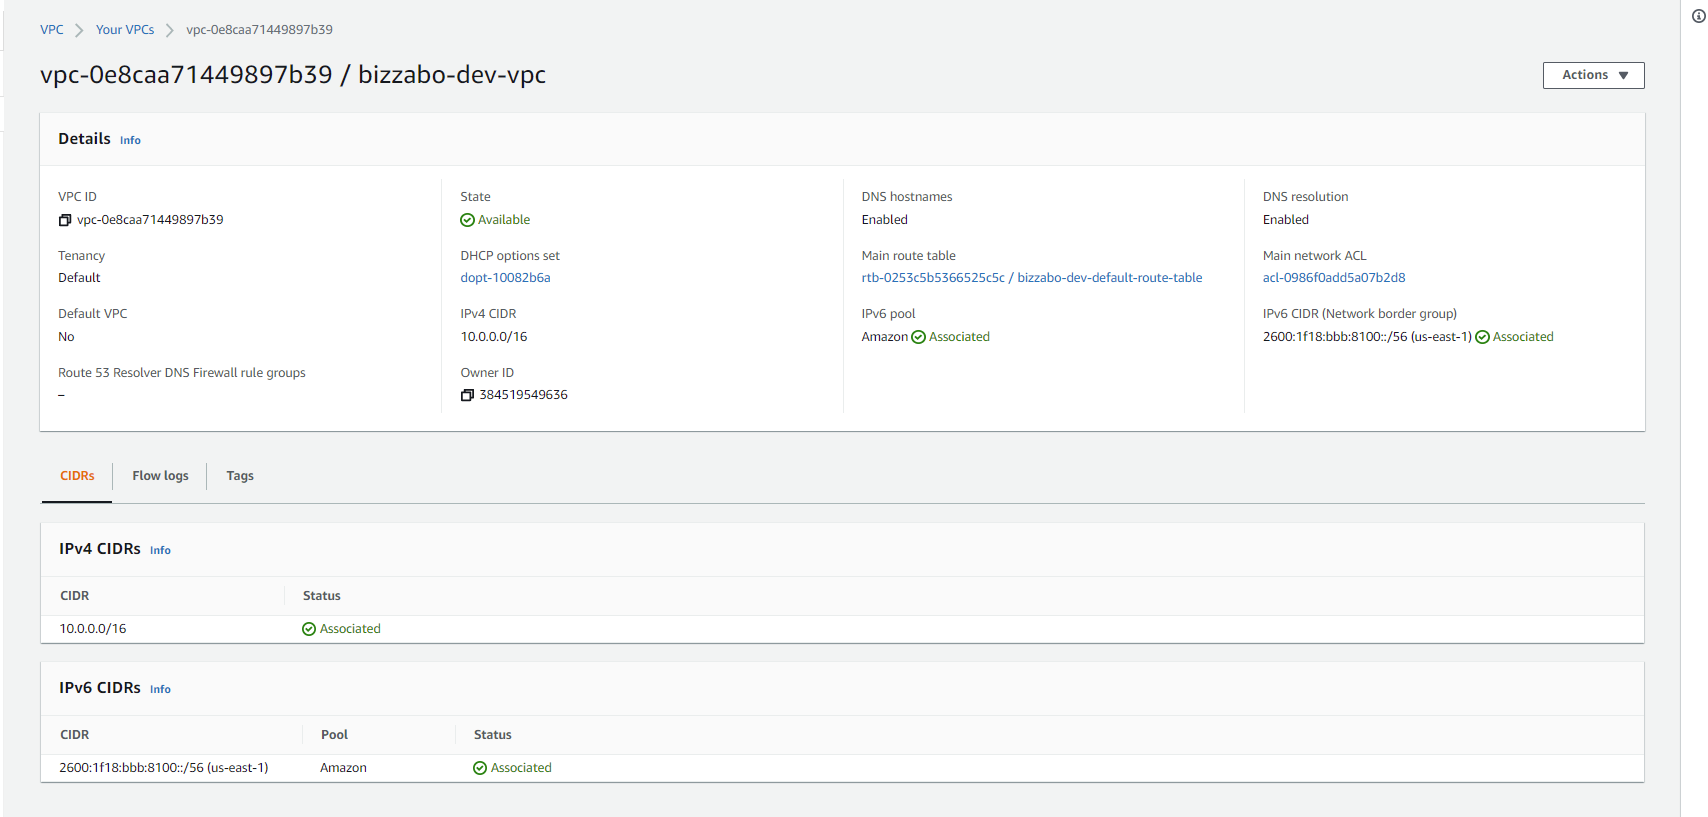 VPC > Your VPCs > vpc-0e8caa71449897b39
vpc-0e8caa71449897b39 / bizzabo-dev-vpc
Actions ▼
Details Info
VPC ID
vpc-0e8caa71449897b39
State
Available
DNS hostnames
Enabled
DNS resolution
Enabled
Tenancy
Default
DHCP options set
dopt-10082b6a
Main route table
rtb-0253c5b5366525c5c / bizzabo-dev-default-route-table
Main network ACL
acl-0986f0add5a07b2d8
Default VPC
No
IPv4 CIDR
10.0.0.0/16
IPv6 pool
Amazon Associated
IPv6 CIDR (Network border group)
2600:1f18:bbb:8100::/56 (us-east-1) Associated
Route 53 Resolver DNS Firewall rule groups
–
Owner ID
384519549636
CIDRs Flow logs Tags
IPv4 CIDRs Info
CIDR Status
10.0.0.0/16 Associated
IPv6 CIDRs Info
CIDR Pool Status
2600:1f18:bbb:8100::/56 (us-east-1) Amazon Associated